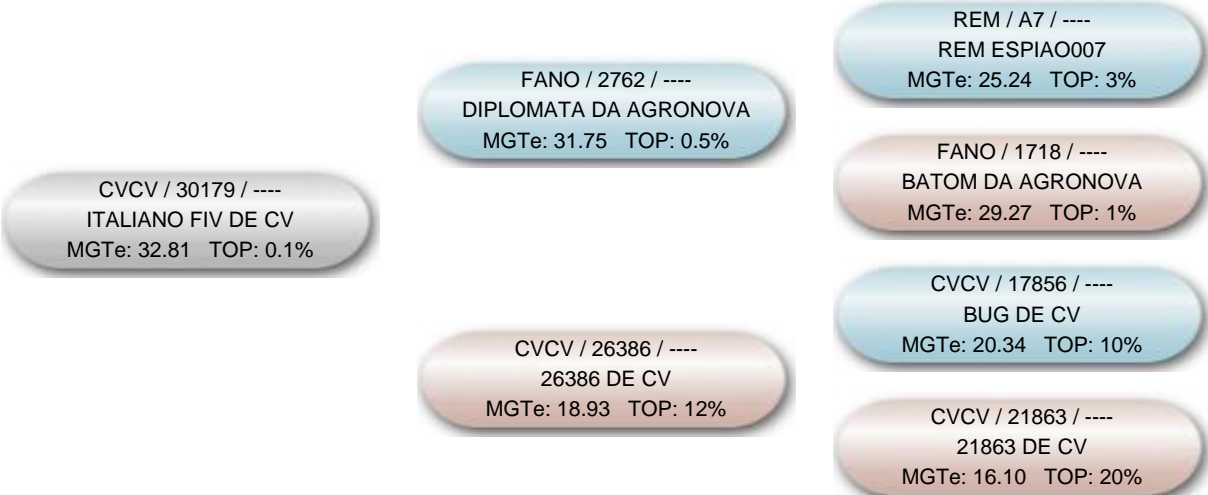 CVCV / 30179 / ----
ITALIANO FIV DE CV
MGTe: 32.81 TOP: 0.1%
FANO / 2762 / ----
DIPLOMATA DA AGRONOVA
MGTe: 31.75 TOP: 0.5%
CVCV / 26386 / ----
26386 DE CV
MGTe: 18.93 TOP: 12%
REM / A7 / ----
REM ESPIAO007
MGTe: 25.24 TOP: 3%
FANO / 1718 / ----
BATOM DA AGRONOVA
MGTe: 29.27 TOP: 1%
CVCV / 17856 / ----
BUG DE CV
MGTe: 20.34 TOP: 10%
CVCV / 21863 / ----
21863 DE CV
MGTe: 16.10 TOP: 20%